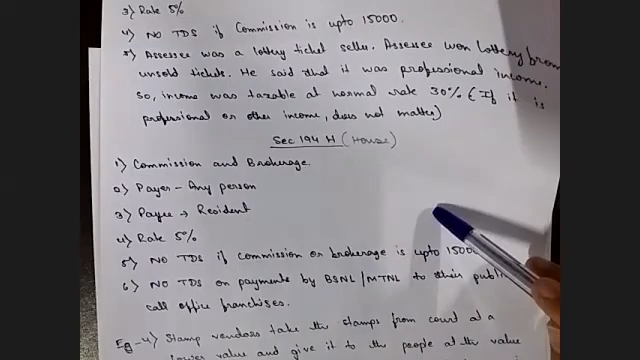 3) Rate 5%
4) NO TDS if Commission is upto 15000.
5) Assessee was a lottery ticket seller. Assessee won lottery from
unsold tickets. He said that it was professional income.
So, income was taxable at normal rate 30% (If it is
professional or other income, does not matter)
Sec 194 H (House)
1) Commission and Brokerage.
2) Payer - Any person
3) Payee → Resident
4) Rate 5%
5) NO TDS if commission or brokerage is upto 1500
6) NO TDS on payments by BSNL/MTNL to their publi
call office franchises.
Eg-4) Stamp vendors take the stamps from court at a
lower value and give it to the people at the value